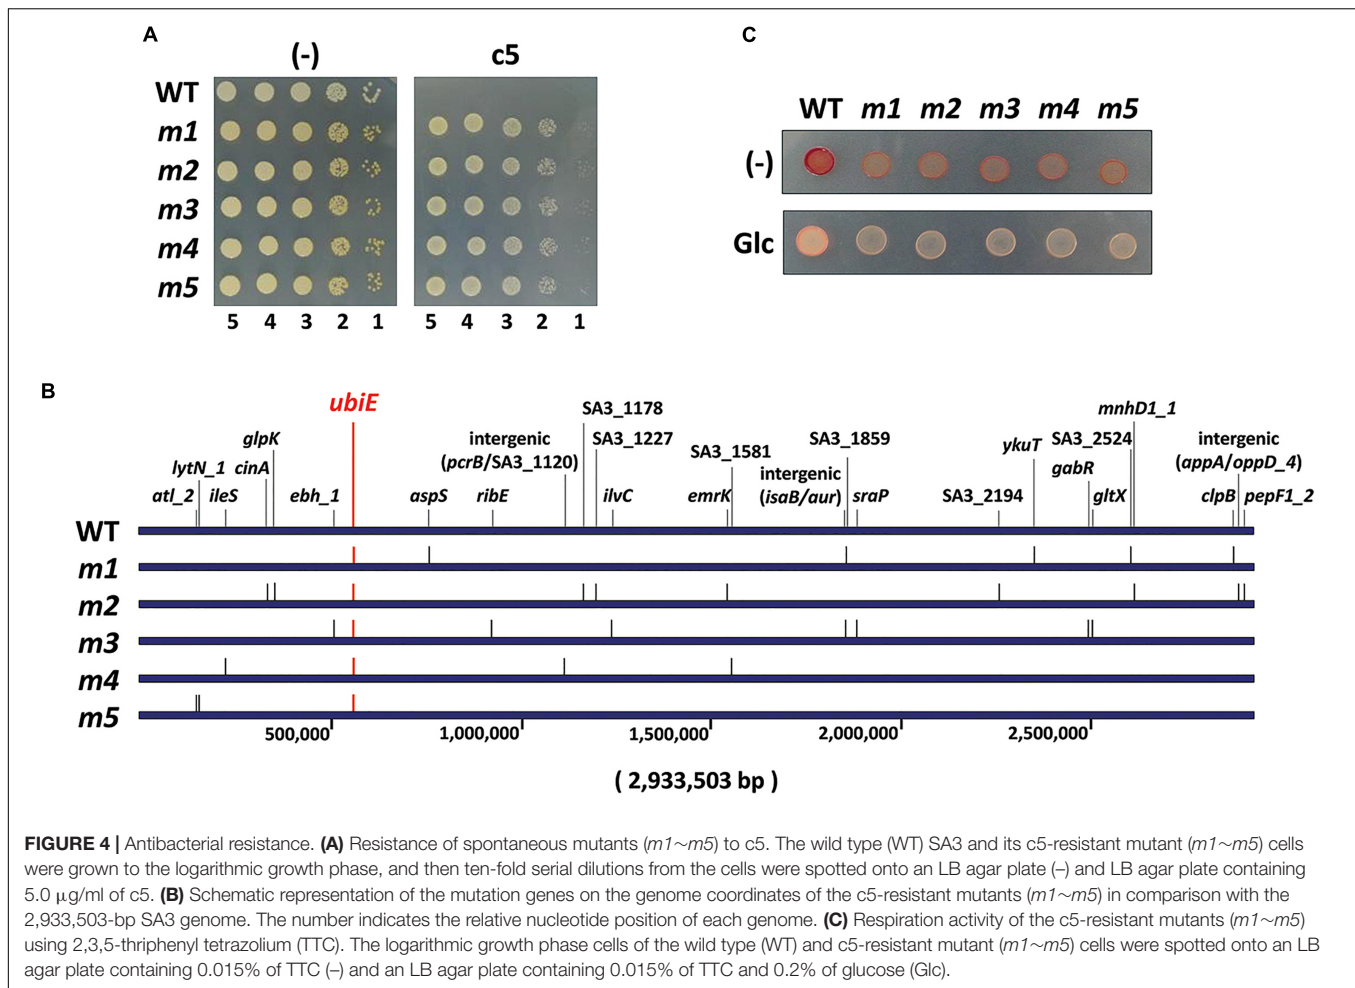 A
(-)
c5
WT
m1
m2
m3
m4
m5
5 4 3 2 1
5 4 3 2 1
C
WT m1 m2 m3 m4 m5
(-)
Glc
B
ubiE
SA3_1178
mnhD1_1
glpK
intergenic
SA3_1227
SA3_1859
ykuT
SA3_2524
intergenic
lytN_1 cinA
(pcrB/SA3_1120)
SA3_1581
intergenic
gabR
(appA/oppD_4)
atl_2 ileS ebh_1 aspS ribE ilvC emrK (isaB/aur) sraP SA3_2194 gltX clpB pepF1_2
WT
m1
m2
m3
m4
m5
500,000 1,000,000 1,500,000 2,000,000 2,500,000
( 2,933,503 bp )
FIGURE 4 | Antibacterial resistance. (A) Resistance of spontaneous mutants (m1~m5) to c5. The wild type (WT) SA3 and its c5-resistant mutant (m1~m5) cells
were grown to the logarithmic growth phase, and then ten-fold serial dilutions from the cells were spotted onto an LB agar plate (–) and LB agar plate containing
5.0 μg/ml of c5. (B) Schematic representation of the mutation genes on the genome coordinates of the c5-resistant mutants (m1~m5) in comparison with the
2,933,503-bp SA3 genome. The number indicates the relative nucleotide position of each genome. (C) Respiration activity of the c5-resistant mutants (m1~m5)
using 2,3,5-thriphenyl tetrazolium (TTC). The logarithmic growth phase cells of the wild type (WT) and c5-resistant mutant (m1~m5) cells were spotted onto an LB
agar plate containing 0.015% of TTC (–) and an LB agar plate containing 0.015% of TTC and 0.2% of glucose (Glc).